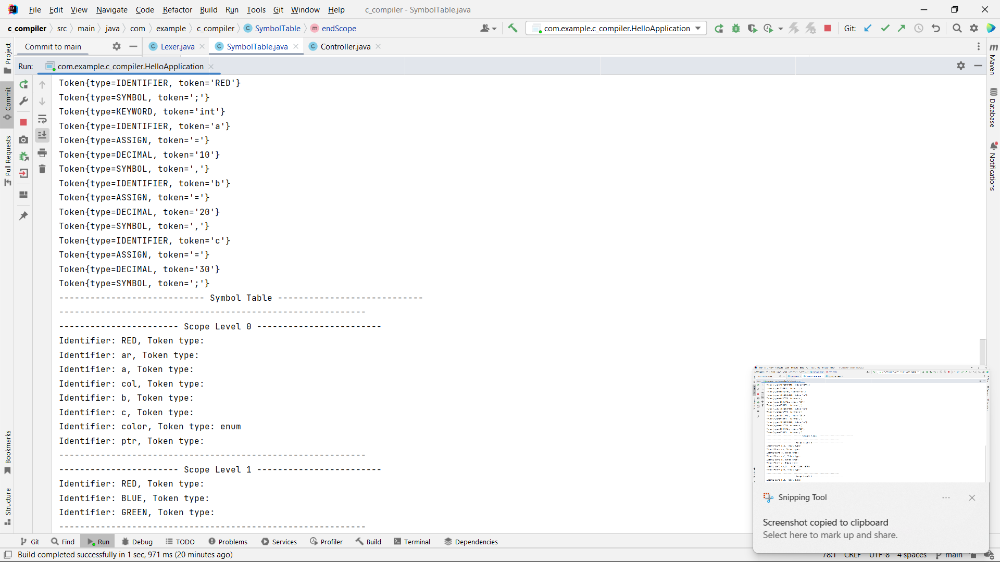 File Edit View Navigate Code Refactor Build Run Tools Git Window Help c_compiler - SymbolTable.java
c_compiler src main java com example c_compiler SymbolTable endScope com.example.c_compiler.HelloApplication Git:
Commit to main Lexer.java SymbolTable.java Controller.java
Run: com.example.c_compiler.HelloApplication
Project
Commit
Pull Requests
Bookmarks
Structure
Maven
Database
Notifications
Token{type=IDENTIFIER, token='RED'}
Token{type=SYMBOL, token=';'}
Token{type=KEYWORD, token='int'}
Token{type=IDENTIFIER, token='a'}
Token{type=ASSIGN, token='='}
Token{type=DECIMAL, token='10'}
Token{type=SYMBOL, token=','}
Token{type=IDENTIFIER, token='b'}
Token{type=ASSIGN, token='='}
Token{type=DECIMAL, token='20'}
Token{type=SYMBOL, token=','}
Token{type=IDENTIFIER, token='c'}
Token{type=ASSIGN, token='='}
Token{type=DECIMAL, token='30'}
Token{type=SYMBOL, token=';'}
---------------------------- Symbol Table ----------------------------
-----------------------------------------------------------
----------------------- Scope Level 0 ------------------------
Identifier: RED, Token type:
Identifier: ar, Token type:
Identifier: a, Token type:
Identifier: col, Token type:
Identifier: b, Token type:
Identifier: c, Token type:
Identifier: color, Token type: enum
Identifier: ptr, Token type:
-----------------------------------------------------------
----------------------- Scope Level 1 ------------------------
Identifier: RED, Token type:
Identifier: BLUE, Token type:
Identifier: GREEN, Token type:
-----------------------------------------------------------
Snipping Tool
Screenshot copied to clipboard
Select here to mark up and share.
Git Find Run Debug TODO Problems Services Profiler Build Terminal Dependencies
Build completed successfully in 1 sec, 971 ms (20 minutes ago) 78:1 CRLF UTF-8 4 spaces main